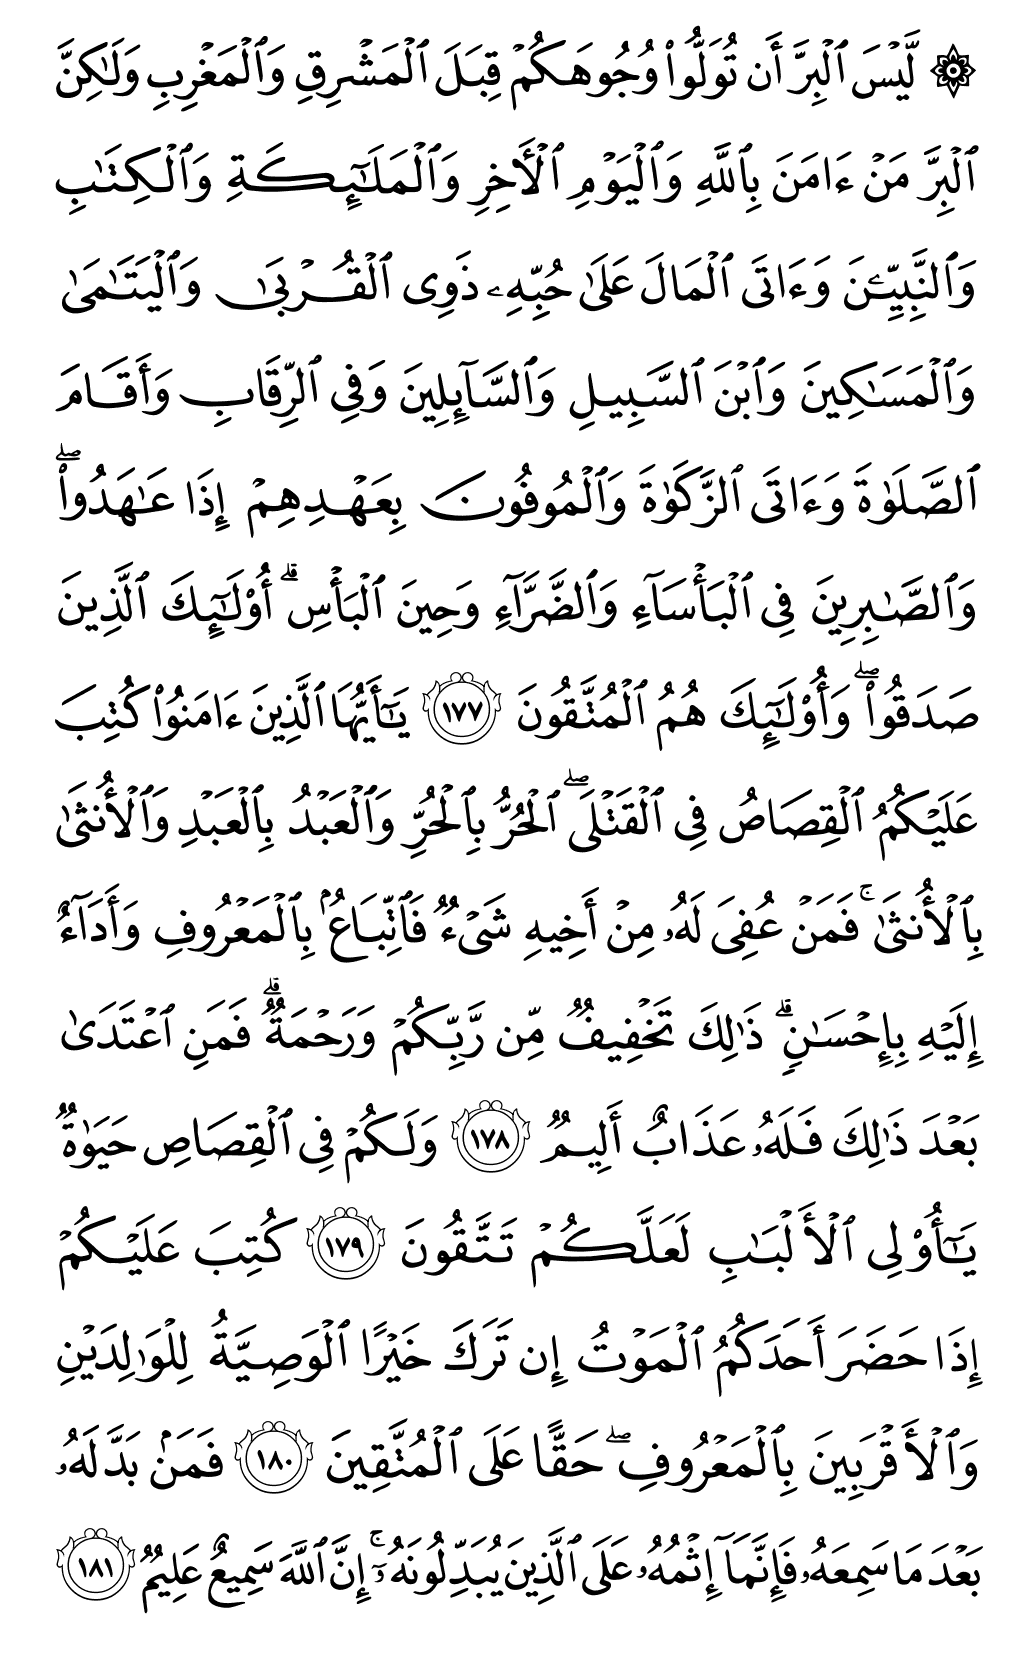 ۞ لَّيْسَ ٱلْبِرَّ أَن تُوَلُّوا۟ وُجُوهَكُمْ قِبَلَ ٱلْمَشْرِقِ وَٱلْمَغْرِبِ وَلَـٰكِنَّ
ٱلْبِرَّ مَنْ ءَامَنَ بِٱللَّهِ وَٱلْيَوْمِ ٱلْـَٔاخِرِ وَٱلْمَلَـٰٓئِكَةِ وَٱلْكِتَـٰبِ
وَٱلنَّبِيِّـۧنَ وَءَاتَى ٱلْمَالَ عَلَىٰ حُبِّهِۦ ذَوِى ٱلْقُرْبَىٰ وَٱلْيَتَـٰمَىٰ
وَٱلْمَسَـٰكِينَ وَٱبْنَ ٱلسَّبِيلِ وَٱلسَّآئِلِينَ وَفِى ٱلرِّقَابِ وَأَقَامَ
ٱلصَّلَوٰةَ وَءَاتَى ٱلزَّكَوٰةَ وَٱلْمُوفُونَ بِعَهْدِهِمْ إِذَا عَـٰهَدُوا۟ ۖ
وَٱلصَّـٰبِرِينَ فِى ٱلْبَأْسَآءِ وَٱلضَّرَّآءِ وَحِينَ ٱلْبَأْسِ ۗ أُو۟لَـٰٓئِكَ ٱلَّذِينَ
صَدَقُوا۟ ۖ وَأُو۟لَـٰٓئِكَ هُمُ ٱلْمُتَّقُونَ ١٧٧ يَـٰٓأَيُّهَا ٱلَّذِينَ ءَامَنُوا۟ كُتِبَ
عَلَيْكُمُ ٱلْقِصَاصُ فِى ٱلْقَتْلَى ۖ ٱلْحُرُّ بِٱلْحُرِّ وَٱلْعَبْدُ بِٱلْعَبْدِ وَٱلْأُنثَىٰ
بِٱلْأُنثَىٰ ۚ فَمَنْ عُفِىَ لَهُۥ مِنْ أَخِيهِ شَىْءٌ فَٱتِّبَاعٌۢ بِٱلْمَعْرُوفِ وَأَدَآءٌ
إِلَيْهِ بِإِحْسَـٰنٍ ۗ ذَٰلِكَ تَخْفِيفٌ مِّن رَّبِّكُمْ وَرَحْمَةٌ ۗ فَمَنِ ٱعْتَدَىٰ
بَعْدَ ذَٰلِكَ فَلَهُۥ عَذَابٌ أَلِيمٌ ١٧٨ وَلَكُمْ فِى ٱلْقِصَاصِ حَيَوٰةٌ
يَـٰٓأُو۟لِى ٱلْأَلْبَـٰبِ لَعَلَّكُمْ تَتَّقُونَ ١٧٩ كُتِبَ عَلَيْكُمْ
إِذَا حَضَرَ أَحَدَكُمُ ٱلْمَوْتُ إِن تَرَكَ خَيْرًا ٱلْوَصِيَّةُ لِلْوَٰلِدَيْنِ
وَٱلْأَقْرَبِينَ بِٱلْمَعْرُوفِ ۖ حَقًّا عَلَى ٱلْمُتَّقِينَ ١٨٠ فَمَنۢ بَدَّلَهُۥ
بَعْدَ مَا سَمِعَهُۥ فَإِنَّمَآ إِثْمُهُۥ عَلَى ٱلَّذِينَ يُبَدِّلُونَهُۥٓ ۚ إِنَّ ٱللَّهَ سَمِيعٌ عَلِيمٌ ١٨١